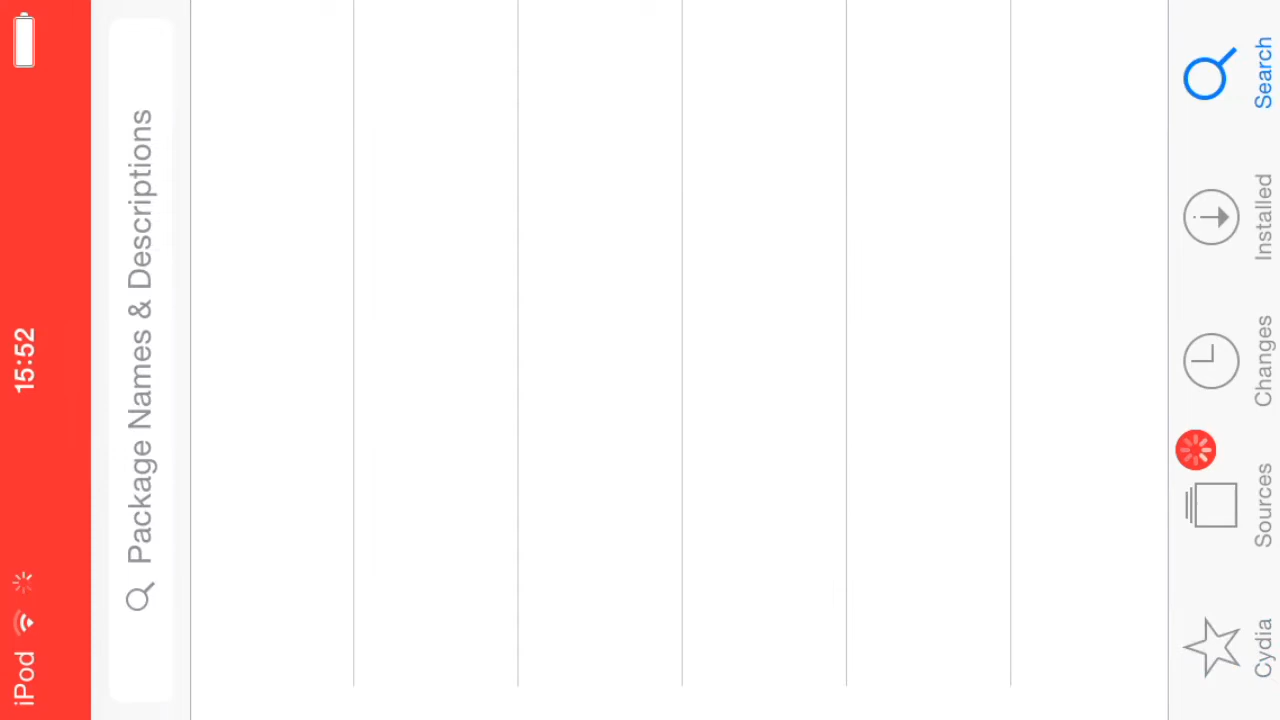 iPod 15:52
Package Names & Descriptions
Cydia Sources Changes Installed Search